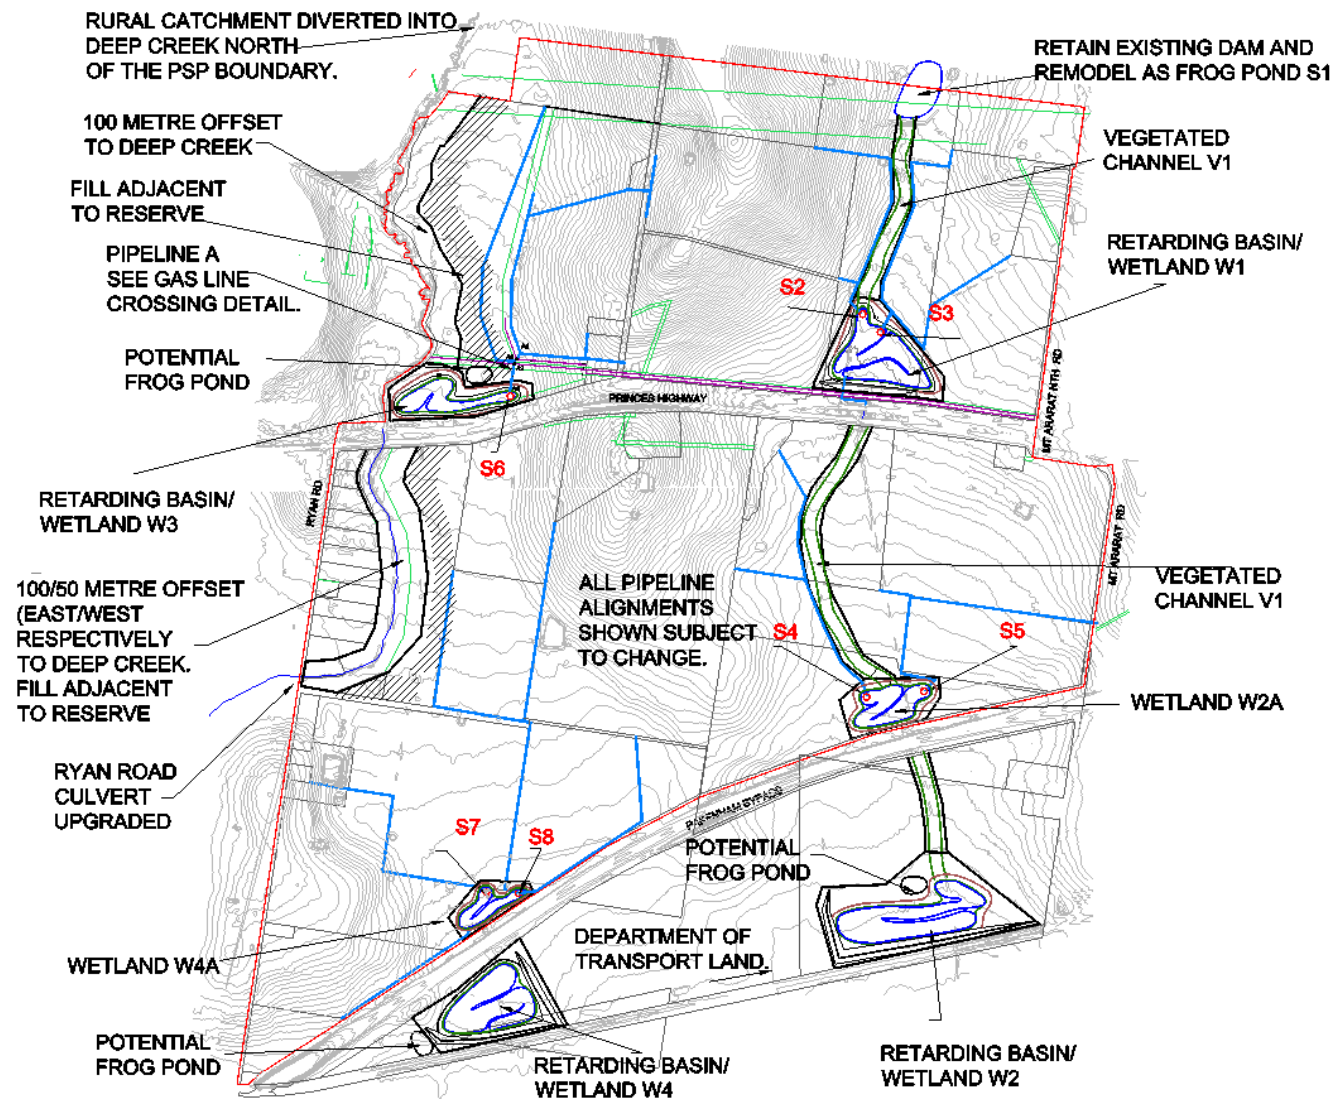 RURAL CATCHMENT DIVERTED INTO
DEEP CREEK NORTH
OF THE PSP BOUNDARY.
RETAIN EXISTING DAM AND
REMODEL AS FROG POND S1
100 METRE OFFSET
TO DEEP CREEK
VEGETATED
CHANNEL V1
FILL ADJACENT
TO RESERVE
PIPELINE A
SEE GAS LINE
CROSSING DETAIL.
RETARDING BASIN/
WETLAND W1
S2
S3
POTENTIAL
FROG POND
PRINCES HIGHWAY
MT ARARAT NTH RD
S6
RETARDING BASIN/
WETLAND W3
RYAN RD
MT ARARAT RD
100/50 METRE OFFSET
(EAST/WEST
RESPECTIVELY
TO DEEP CREEK.
FILL ADJACENT
TO RESERVE
ALL PIPELINE
ALIGNMENTS
SHOWN SUBJECT
TO CHANGE.
VEGETATED
CHANNEL V1
S4
S5
WETLAND W2A
RYAN ROAD
CULVERT
UPGRADED
PAKENHAM BYPASS
S7
S8
POTENTIAL
FROG POND
WETLAND W4A
DEPARTMENT OF
TRANSPORT LAND.
POTENTIAL
FROG POND
RETARDING BASIN/
WETLAND W4
RETARDING BASIN/
WETLAND W2